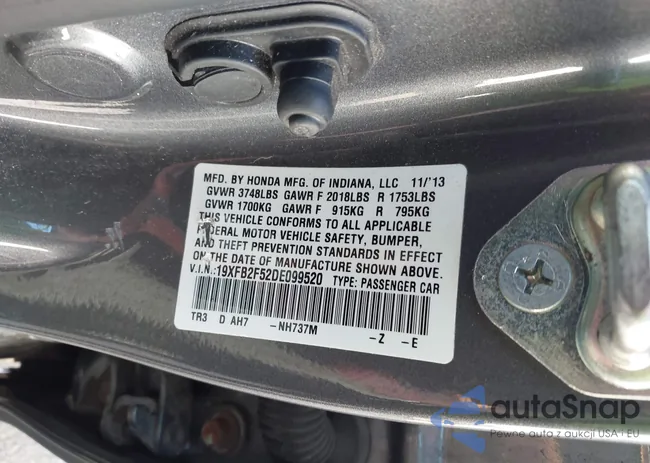 MFD. BY HONDA MFG. OF INDIANA, LLC 11/'13
GVWR 3748LBS GAWR F 2018LBS R 1753LBS
GVWR 1700KG GAWR F 915KG R 795KG
THIS VEHICLE CONFORMS TO ALL APPLICABLE
FEDERAL MOTOR VEHICLE SAFETY, BUMPER,
AND THEFT PREVENTION STANDARDS IN EFFECT
ON THE DATE OF MANUFACTURE SHOWN ABOVE.
V.I.N.:19XFB2F52DE099520 TYPE: PASSENGER CAR
TR3 D AH7 -NH737M -Z -E
autaSnap
Pewne auta z aukcji USA i EU